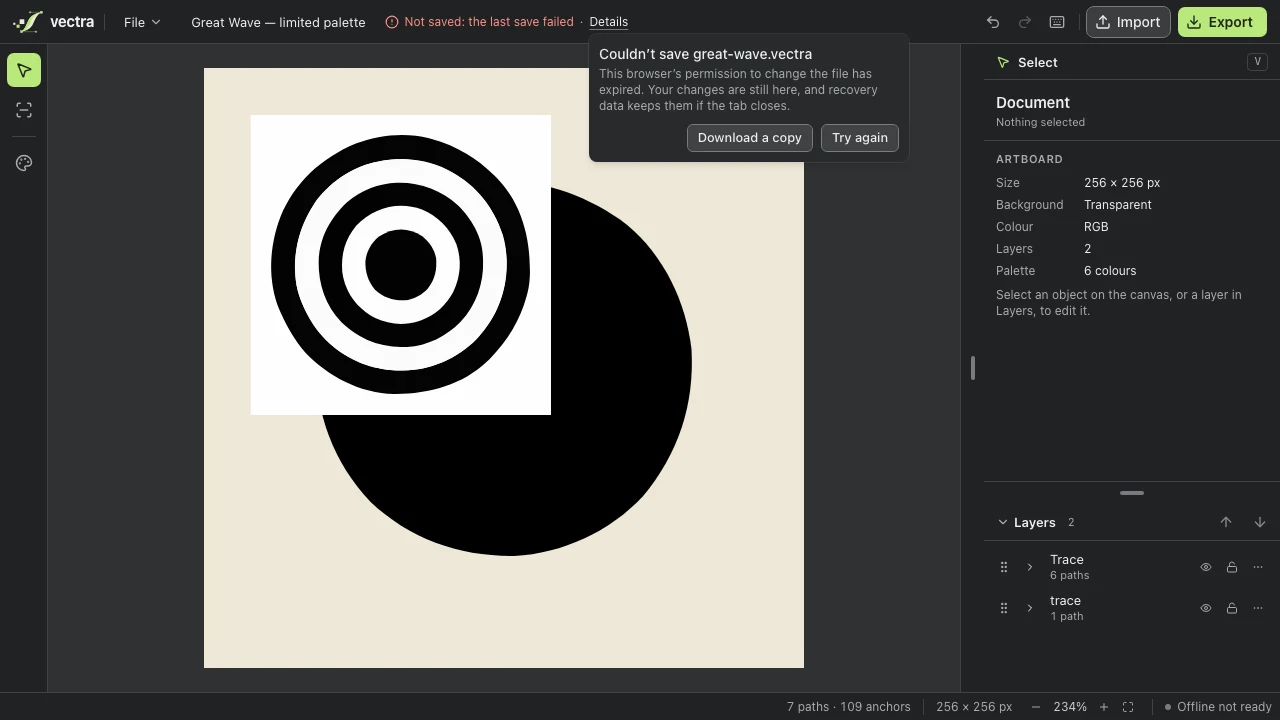 vectra
File
Great Wave — limited palette
Not saved: the last save failed · Details
Import
Export
Couldn't save great-wave.vectra
This browser's permission to change the file has
expired. Your changes are still here, and recovery
data keeps them if the tab closes.
Download a copy
Try again
Select
V
Document
Nothing selected
ARTBOARD
Size 256 × 256 px
Background Transparent
Colour RGB
Layers 2
Palette 6 colours
Select an object on the canvas, or a layer in
Layers, to edit it.
Layers 2
Trace
6 paths
trace
1 path
7 paths · 109 anchors
256 × 256 px
234%
Offline not ready